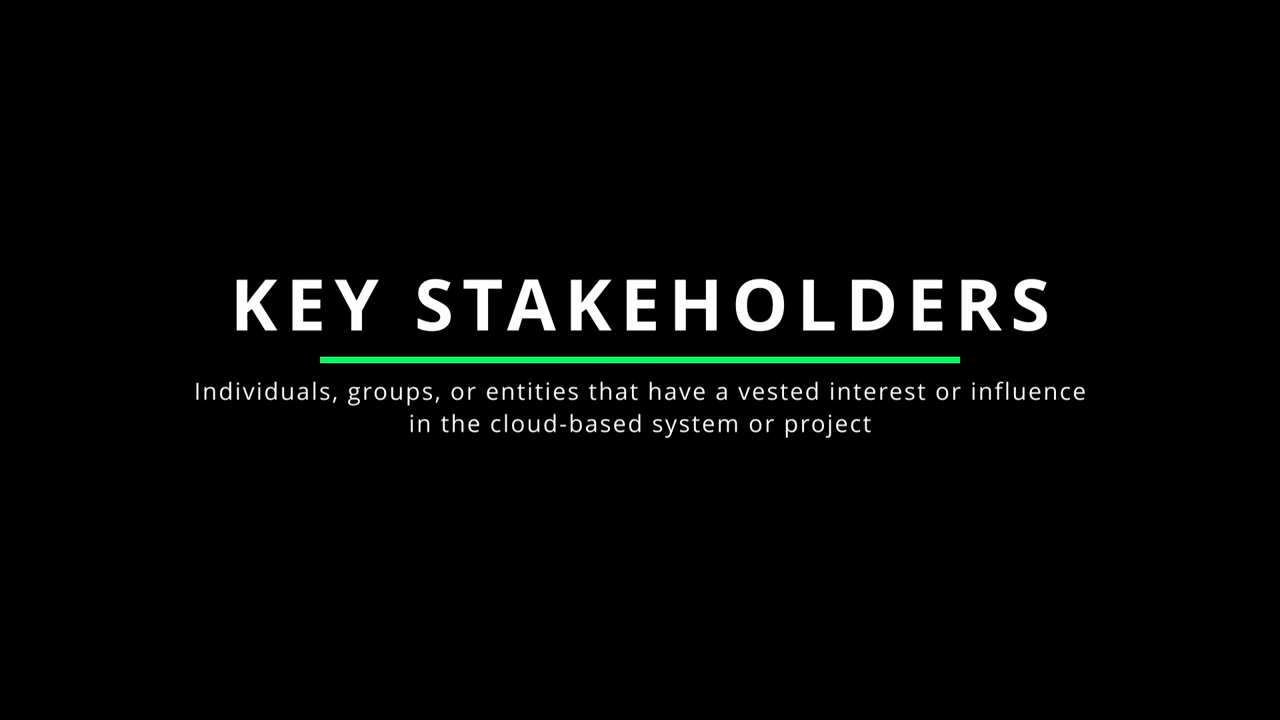 KEY STAKEHOLDERS
Individuals, groups, or entities that have a vested interest or influence
in the cloud-based system or project